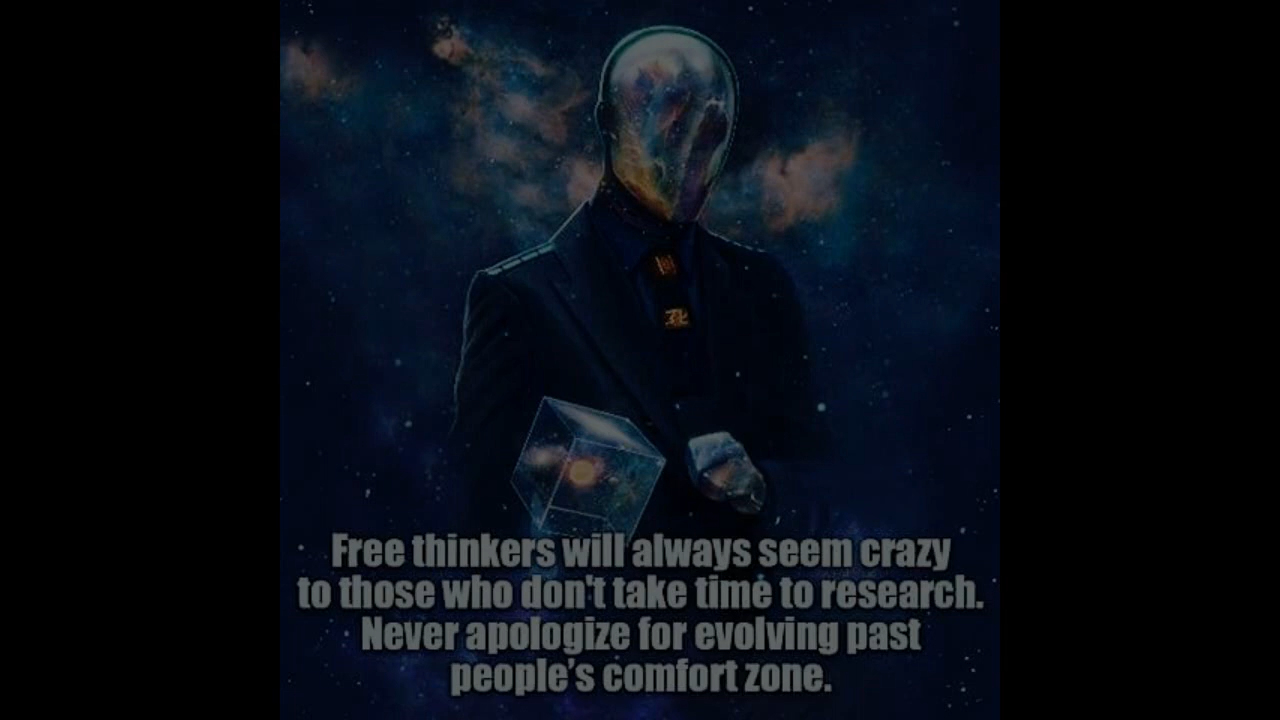 Free thinkers will always seem crazy
to those who don't take time to research.
Never apologize for evolving past
people’s comfort zone.